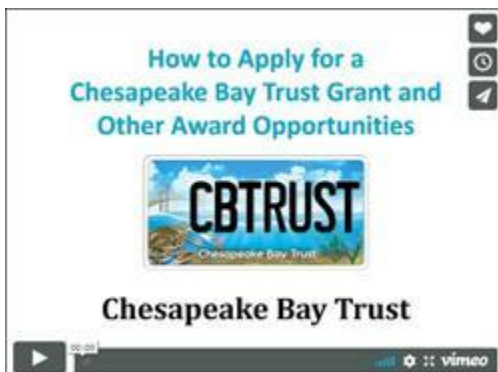 How to Apply for a
Chesapeake Bay Trust Grant and
Other Award Opportunities
CBTRUST
Chesapeake Bay Trust
Chesapeake Bay Trust
00:00
vimeo